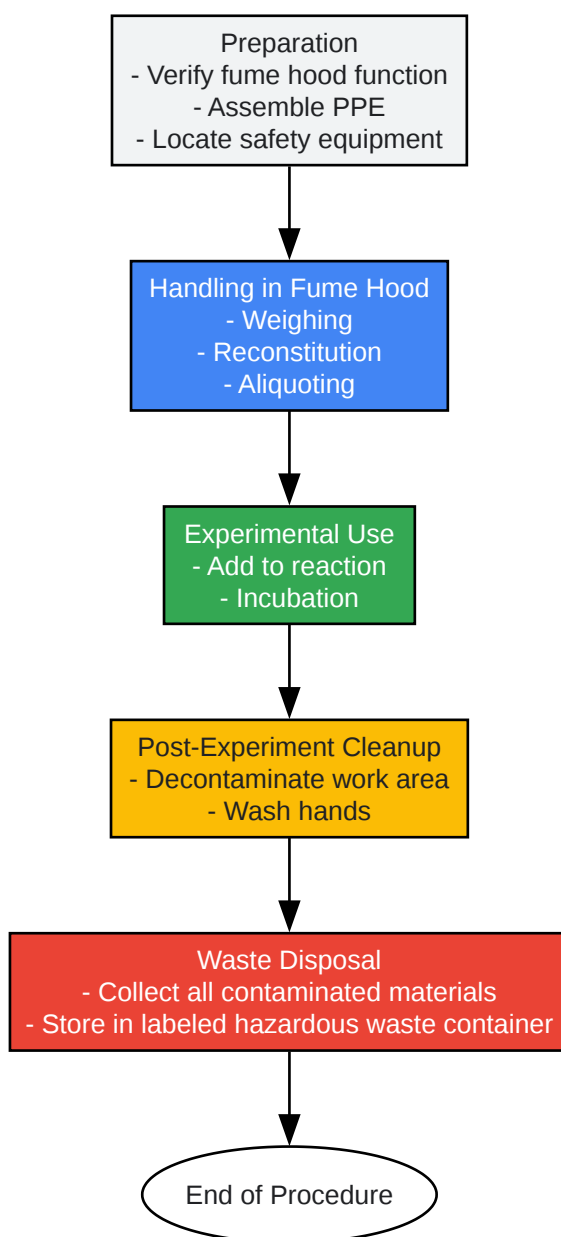 Preparation
- Verify fume hood function
- Assemble PPE
- Locate safety equipment
Handling in Fume Hood
- Weighing
- Reconstitution
- Aliquoting
Experimental Use
- Add to reaction
- Incubation
Post-Experiment Cleanup
- Decontaminate work area
- Wash hands
Waste Disposal
- Collect all contaminated materials
- Store in labeled hazardous waste container
End of Procedure